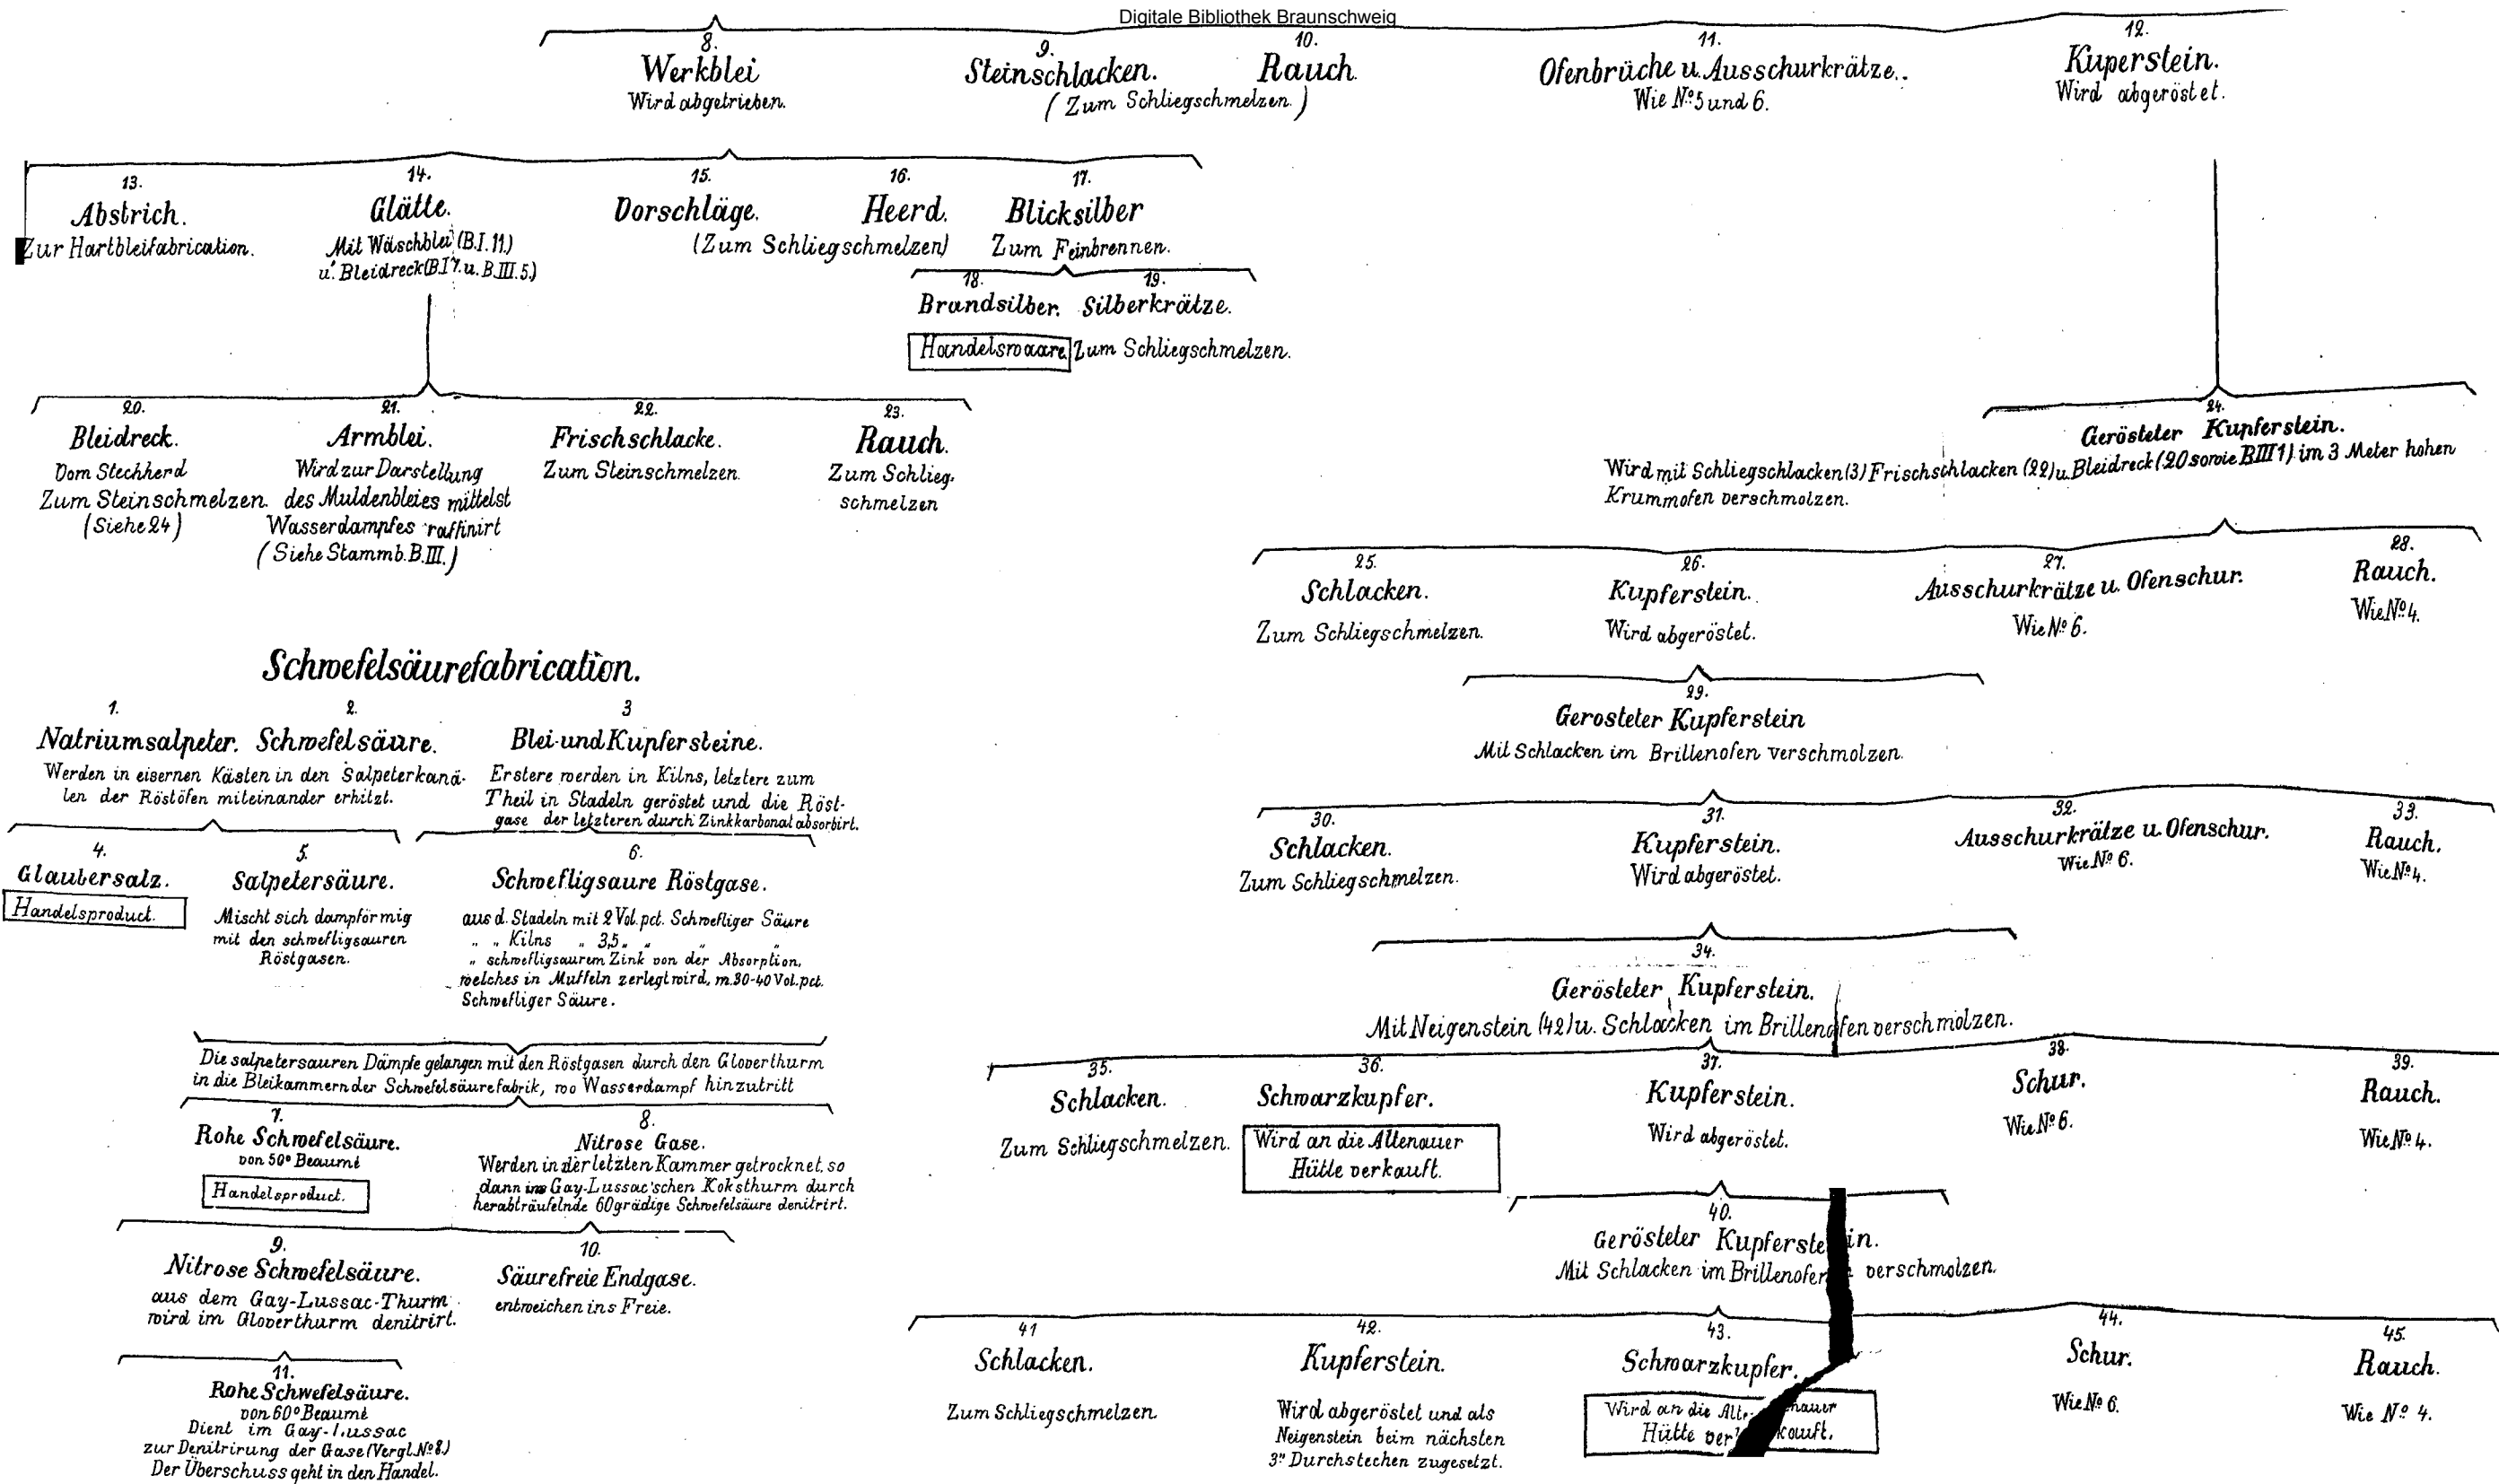 Digitale Bibliothek Braunschweig
8.
Werkblei
Wird abgetrieben.
9.
Steinschlacken.
10.
Rauch.
(Zum Schliegschmelzen.)
11.
Ofenbrüche u. Ausschurkrätze..
Wie No. 5 und 6.
12.
Kuperstein.
Wird abgeröstet.
13.
Abstrich.
Zur Hartbleifabrication.
14.
Glätte.
Mit Wäschblei (B.I.11.)
u. Bleidreck (B.I 7. u. B.III.5.)
15.
Vorschläge.
16.
Heerd.
(Zum Schliegschmelzen)
17.
Blicksilber
Zum Feinbrennen.
18.
Brandsilber.
Handelswaare
19.
Silberkrätze.
Zum Schliegschmelzen.
20.
Bleidreck.
Vom Stechherd
Zum Steinschmelzen.
(Siehe 24)
21.
Armblei.
Wird zur Darstellung
des Muldenbleies mittelst
Wasserdampfes raffinirt
(Siehe Stammb. B.III.)
22.
Frischschlacke.
Zum Steinschmelzen.
23.
Rauch.
Zum Schlieg.
schmelzen
24.
Gerösteter Kupferstein.
Wird mit Schliegschlacken (3) Frischschlacken (22) u. Bleidreck (20 sowie B III 1) im 3 Meter hohen
Krummofen verschmolzen.
25.
Schlacken.
Zum Schliegschmelzen.
26.
Kupferstein.
Wird abgeröstet.
27.
Ausschurkrätze u. Ofenschur.
Wie No. 6.
28.
Rauch.
Wie No. 4.
29.
Gerosteter Kupferstein
Mit Schlacken im Brillenofen verschmolzen.
30.
Schlacken.
Zum Schliegschmelzen.
31.
Kupferstein.
Wird abgeröstet.
32.
Ausschurkrätze u. Ofenschur.
Wie No. 6.
33.
Rauch.
Wie No. 4.
34.
Gerösteter Kupferstein.
Mit Neigenstein (42) u. Schlacken im Brillenofen verschmolzen.
35.
Schlacken.
Zum Schliegschmelzen.
36.
Schwarzkupfer.
Wird an die Altenauer
Hütte verkauft.
37.
Kupferstein.
Wird abgeröstet.
38.
Schur.
Wie No. 6.
39.
Rauch.
Wie No. 4.
40.
Gerösteter Kupferstein.
Mit Schlacken im Brillenofen verschmolzen.
41
Schlacken.
Zum Schliegschmelzen.
42.
Kupferstein.
Wird abgeröstet und als
Neigenstein beim nächsten
3n Durchstechen zugesetzt.
43.
Schwarzkupfer.
Wird an die Altenauer
Hütte verkauft.
44.
Schur.
Wie No. 6.
45.
Rauch.
Wie No. 4.
Schwefelsäurefabrication.
1.
Natriumsalpeter.
2.
Schwefelsäure.
Werden in eisernen Kästen in den Salpeterkanä-
len der Röstöfen miteinander erhitzt.
3
Blei- und Kupfersteine.
Erstere werden in Kilns, letztere zum
Theil in Stadeln geröstet und die Röst-
gase der letzteren durch Zinkkarbonat absorbirt.
4.
Glaubersalz.
Handelsproduct.
5.
Salpetersäure.
Mischt sich dampförmig
mit den schwefligsauren
Röstgasen.
6.
Schwefligsaure Röstgase.
aus d. Stadeln mit 2 Vol. pct. Schwefliger Säure
" " Kilns " 3,5 " " " "
" schwefligsaurem Zink von der Absorption,
welches in Muffeln zerlegt wird, m. 30-40 Vol. pct.
Schwefliger Säure.
Die salpetersauren Dämpfe gelangen mit den Röstgasen durch den Gloverthurm
in die Bleikammern der Schwefelsäurefabrik, wo Wasserdampf hinzutritt
7.
Rohe Schwefelsäure.
von 50° Beaumé
Handelsproduct.
8.
Nitrose Gase.
Werden in der letzten Kammer getrocknet, so
dann ins Gay-Lussac'schen Koksthurm durch
herabträufelnde 60grädige Schwefelsäure denitrirt.
9.
Nitrose Schwefelsäure.
aus dem Gay-Lussac-Thurm
wird im Gloverthurm denitrirt.
10.
Säurefreie Endgase.
entweichen ins Freie.
11.
Rohe Schwefelsäure.
von 60° Beaumé
Dient im Gay-Lussac
zur Denitrirung der Gase (Vergl. No. 8.)
Der Überschuss geht in den Handel.